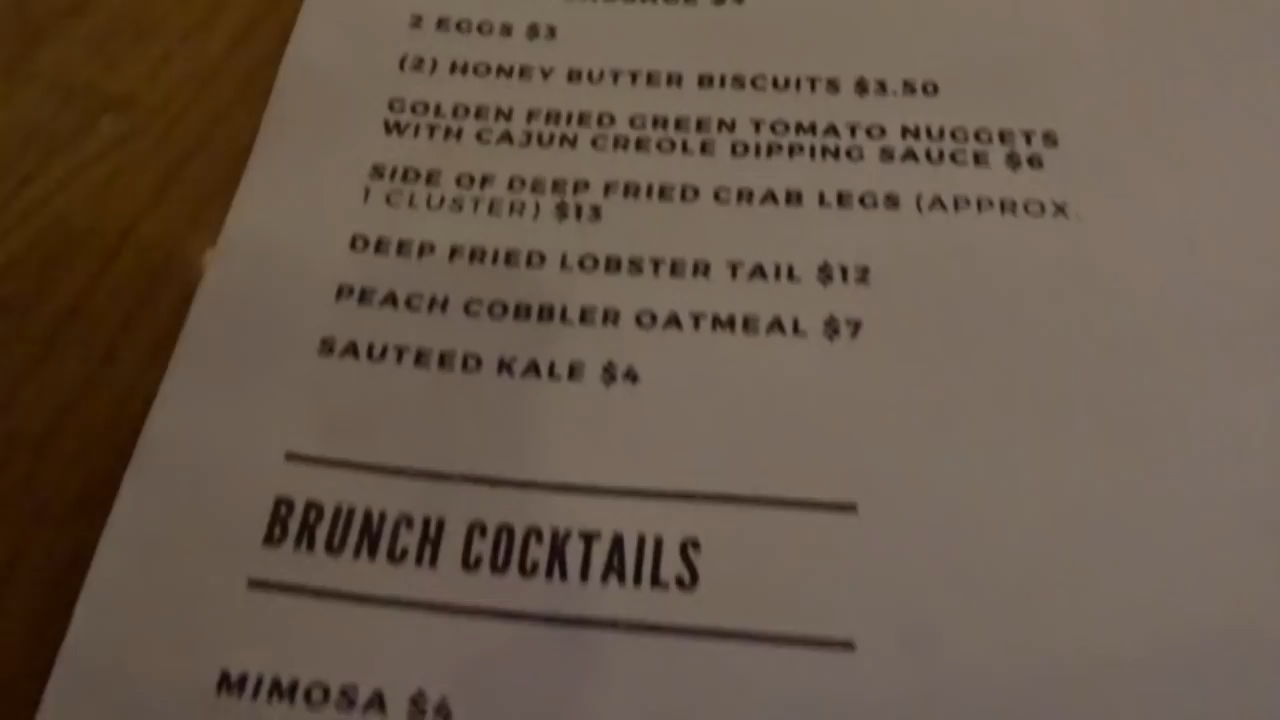 2 EGGS $3
(2) HONEY BUTTER BISCUITS $3.50
GOLDEN FRIED GREEN TOMATO NUGGETS
WITH CAJUN CREOLE DIPPING SAUCE $6
SIDE OF DEEP FRIED CRAB LEGS (APPROX.
1 CLUSTER) $13
DEEP FRIED LOBSTER TAIL $12
PEACH COBBLER OATMEAL $7
SAUTEED KALE $4
BRUNCH COCKTAILS
MIMOSA